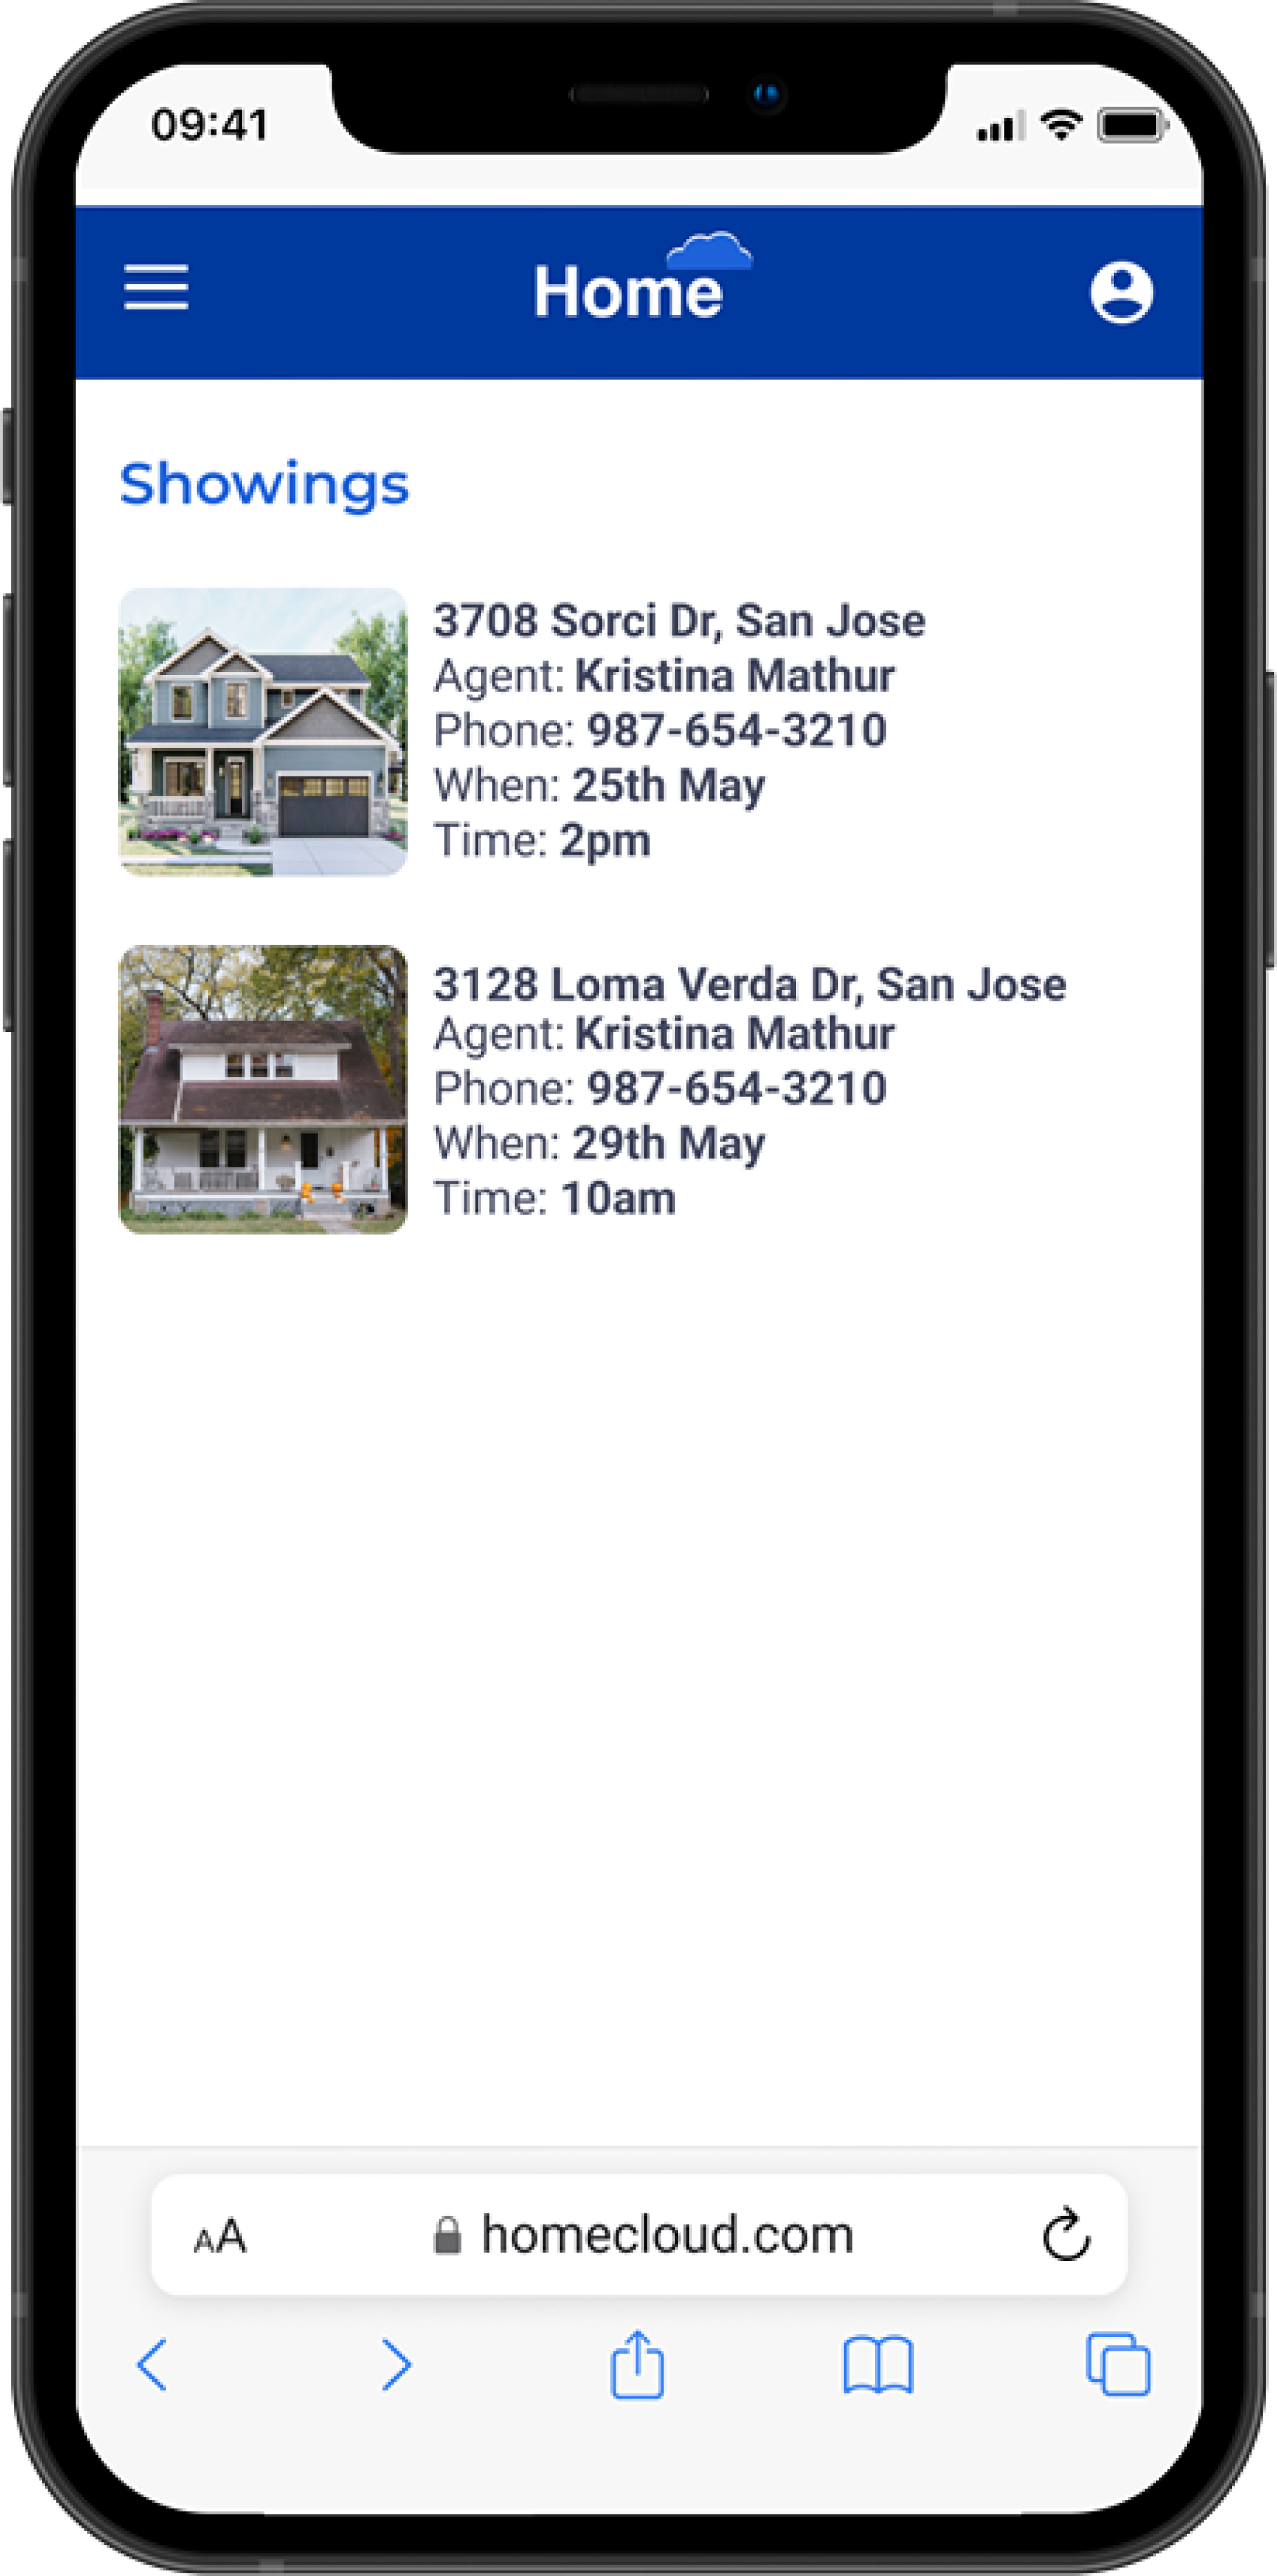 09:41
Home
Showings
3708 Sorci Dr, San Jose
Agent: Kristina Mathur
Phone: 987-654-3210
When: 25th May
Time: 2pm
3128 Loma Verda Dr, San Jose
Agent: Kristina Mathur
Phone: 987-654-3210
When: 29th May
Time: 10am
AA homecloud.com